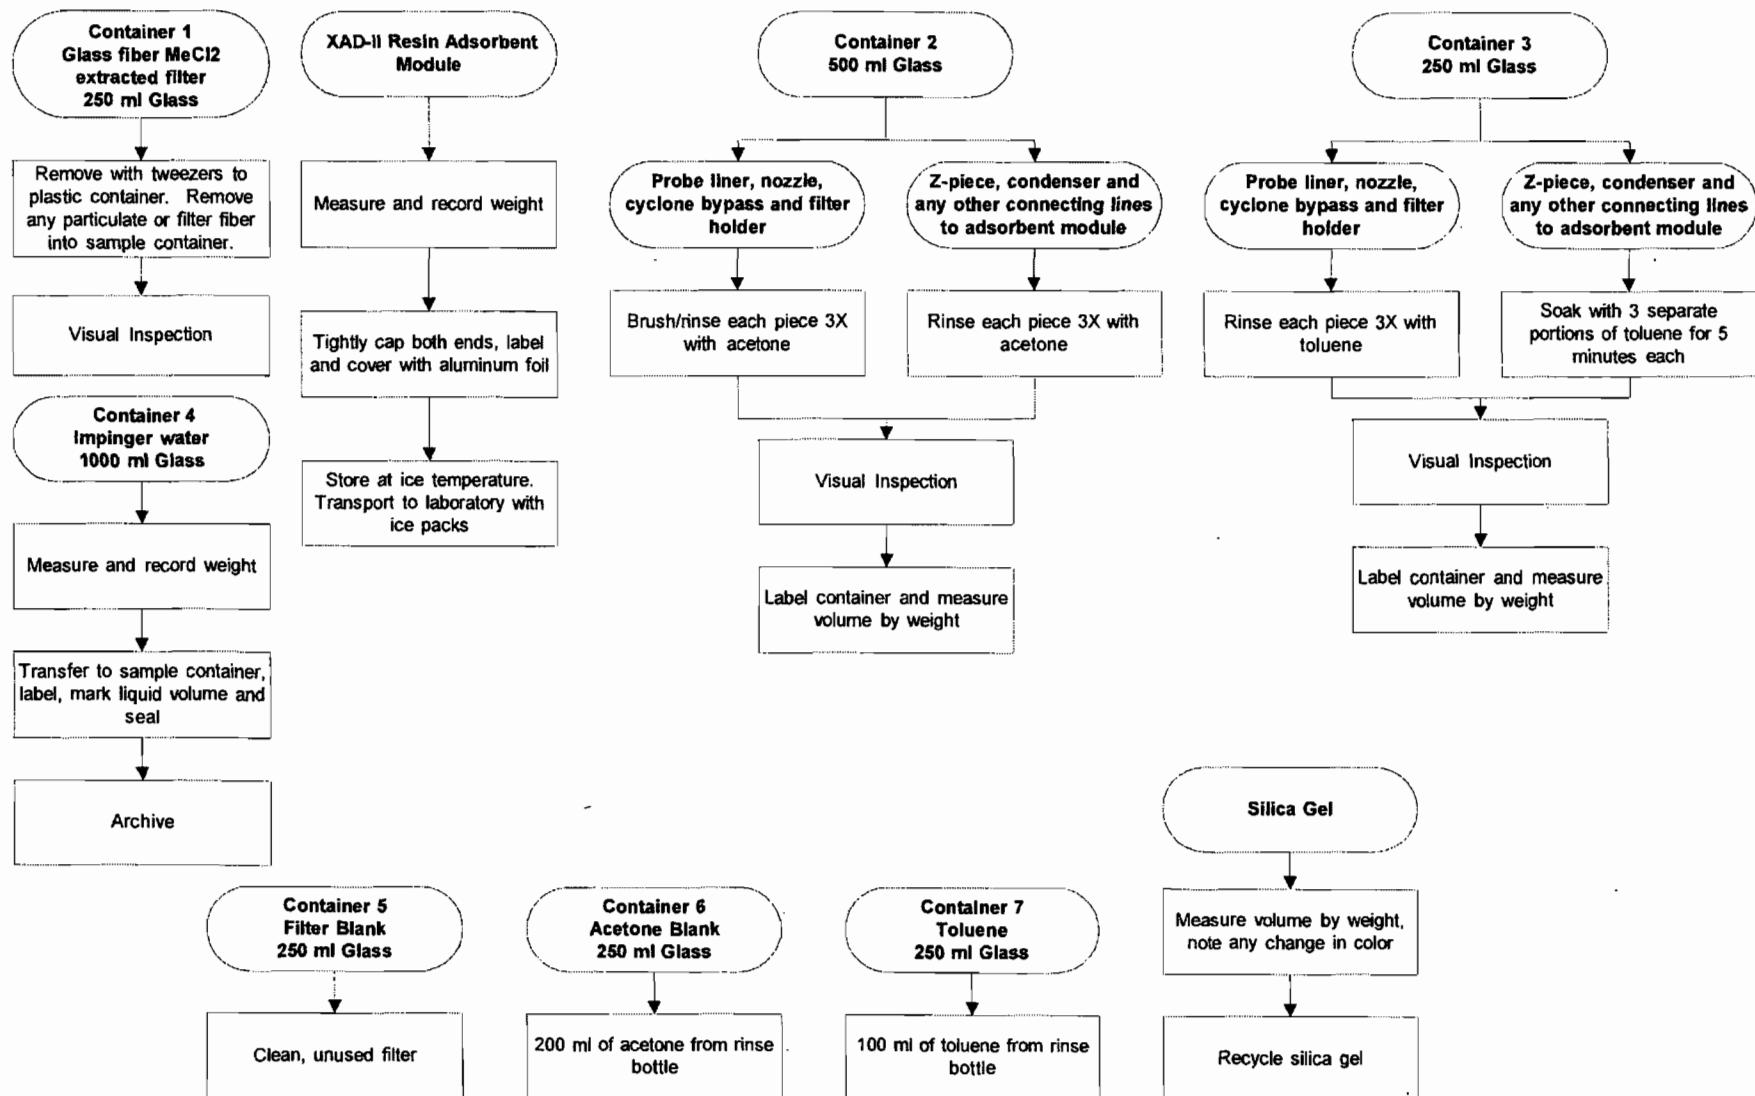 Container 1
Glass fiber MeCl2
extracted filter
250 ml Glass
Remove with tweezers to
plastic container. Remove
any particulate or filter fiber
into sample container.
Visual Inspection
XAD-II Resin Adsorbent
Module
Measure and record weight
Tightly cap both ends, label
and cover with aluminum foil
Store at ice temperature.
Transport to laboratory with
ice packs
Container 2
500 ml Glass
Probe liner, nozzle,
cyclone bypass and filter
holder
Brush/rinse each piece 3X
with acetone
Z-piece, condenser and
any other connecting lines
to adsorbent module
Rinse each piece 3X with
acetone
Visual Inspection
Label container and measure
volume by weight
Container 3
250 ml Glass
Probe liner, nozzle,
cyclone bypass and filter
holder
Rinse each piece 3X with
toluene
Z-piece, condenser and
any other connecting lines
to adsorbent module
Soak with 3 separate
portions of toluene for 5
minutes each
Visual Inspection
Label container and measure
volume by weight
Container 4
Impinger water
1000 ml Glass
Measure and record weight
Transfer to sample container,
label, mark liquid volume and
seal
Archive
Container 5
Filter Blank
250 ml Glass
Clean, unused filter
Container 6
Acetone Blank
250 ml Glass
200 ml of acetone from rinse
bottle
Container 7
Toluene
250 ml Glass
100 ml of toluene from rinse
bottle
Silica Gel
Measure volume by weight,
note any change in color
Recycle silica gel